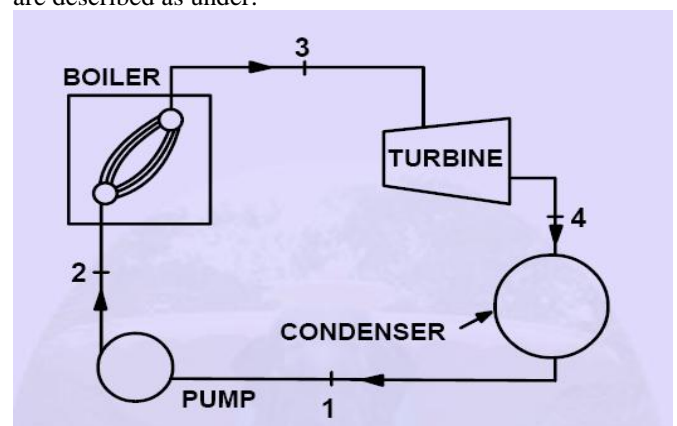 are described as under:
3
BOILER
TURBINE
4
2
CONDENSER
PUMP
1